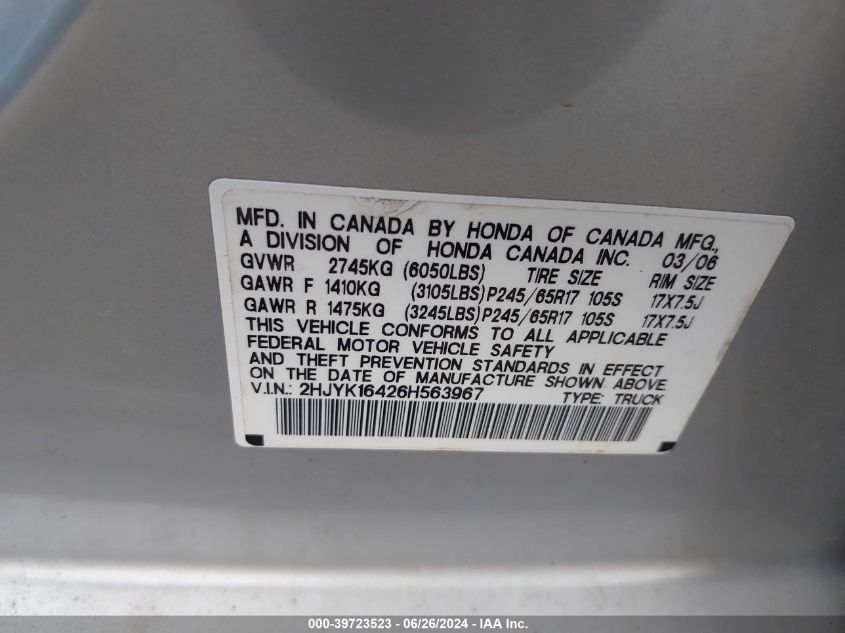 MFD. IN CANADA BY HONDA OF CANADA MFG.,
A DIVISION OF HONDA CANADA INC. 03/06
GVWR 2745KG (6050LBS) TIRE SIZE RIM SIZE
GAWR F 1410KG (3105LBS) P245/65R17 105S 17X7.5J
GAWR R 1475KG (3245LBS) P245/65R17 105S 17X7.5J
THIS VEHICLE CONFORMS TO ALL APPLICABLE
FEDERAL MOTOR VEHICLE SAFETY
AND THEFT PREVENTION STANDARDS IN EFFECT
ON THE DATE OF MANUFACTURE SHOWN ABOVE.
V.I.N.: 2HJYK16426H563967 TYPE: TRUCK
000-39723523 - 06/26/2024 - IAA Inc.